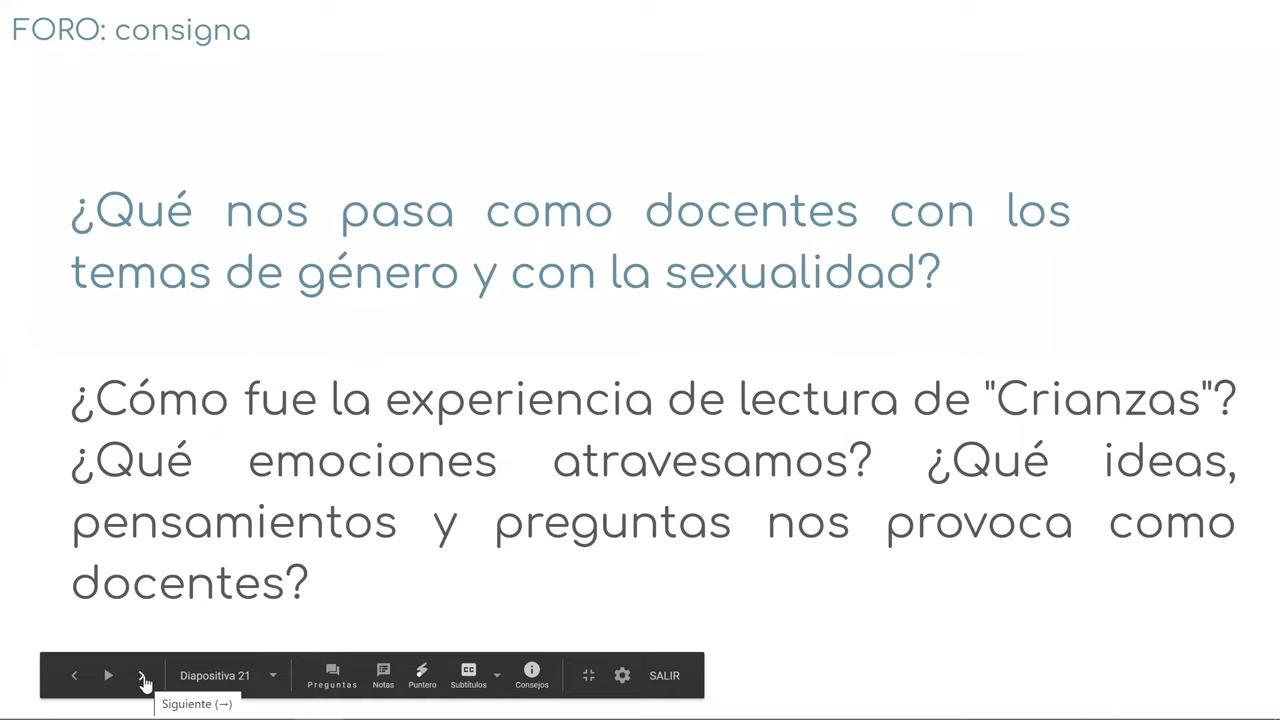 FORO: consigna
¿Qué nos pasa como docentes con los
temas de género y con la sexualidad?
¿Cómo fue la experiencia de lectura de "Crianzas"?
¿Qué emociones atravesamos? ¿Qué ideas,
pensamientos y preguntas nos provoca como
docentes?
Diapositiva 21
Preguntas
Notas
Puntero
CC
Subtítulos
Consejos
SALIR
Siguiente (→)